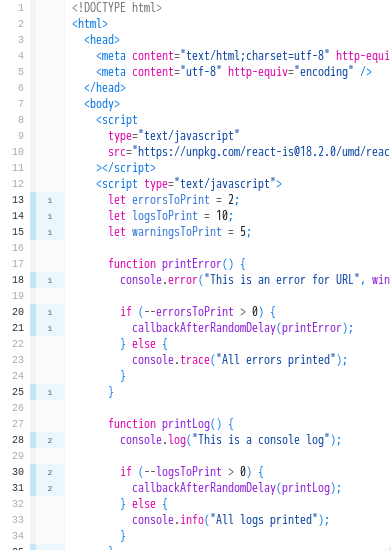 1 <!DOCTYPE html>
2 <html>
3 <head>
4 <meta content="text/html;charset=utf-8" http-equi
5 <meta content="utf-8" http-equiv="encoding" />
6 </head>
7 <body>
8 <script
9 type="text/javascript"
10 src="https://unpkg.com/react-is@18.2.0/umd/reac
11 ></script>
12 <script type="text/javascript">
13 1 let errorsToPrint = 2;
14 1 let logsToPrint = 10;
15 1 let warningsToPrint = 5;
16
17 function printError() {
18 1 console.error("This is an error for URL", win
19
20 1 if (--errorsToPrint > 0) {
21 1 callbackAfterRandomDelay(printError);
22 } else {
23 console.trace("All errors printed");
24 }
25 1 }
26
27 function printLog() {
28 2 console.log("This is a console log");
29
30 2 if (--logsToPrint > 0) {
31 2 callbackAfterRandomDelay(printLog);
32 } else {
33 console.info("All logs printed");
34 }